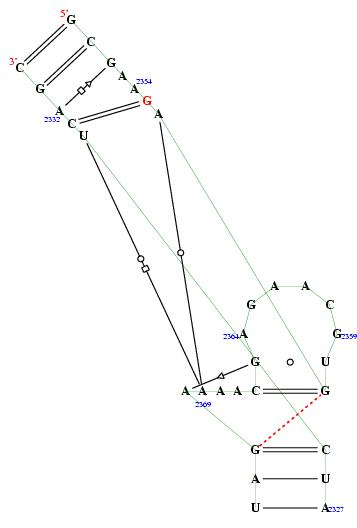 5' G
C
3' C G
A 2354
G A
G
A A
2332 C
U
A A
G C
2364 A G 2359
G U
A A A A C G
2369
G C
A U
U A 2327